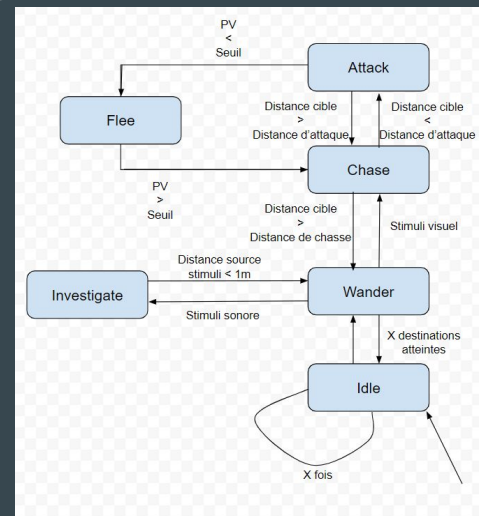 PV
<
Seuil
Attack
Flee
Distance cible
>
Distance d'attaque
Distance cible
<
Distance d'attaque
Chase
PV
>
Seuil
Distance cible
>
Distance de chasse
Stimuli visuel
Distance source
stimuli < 1m
Investigate
Wander
Stimuli sonore
X destinations
atteintes
Idle
X fois